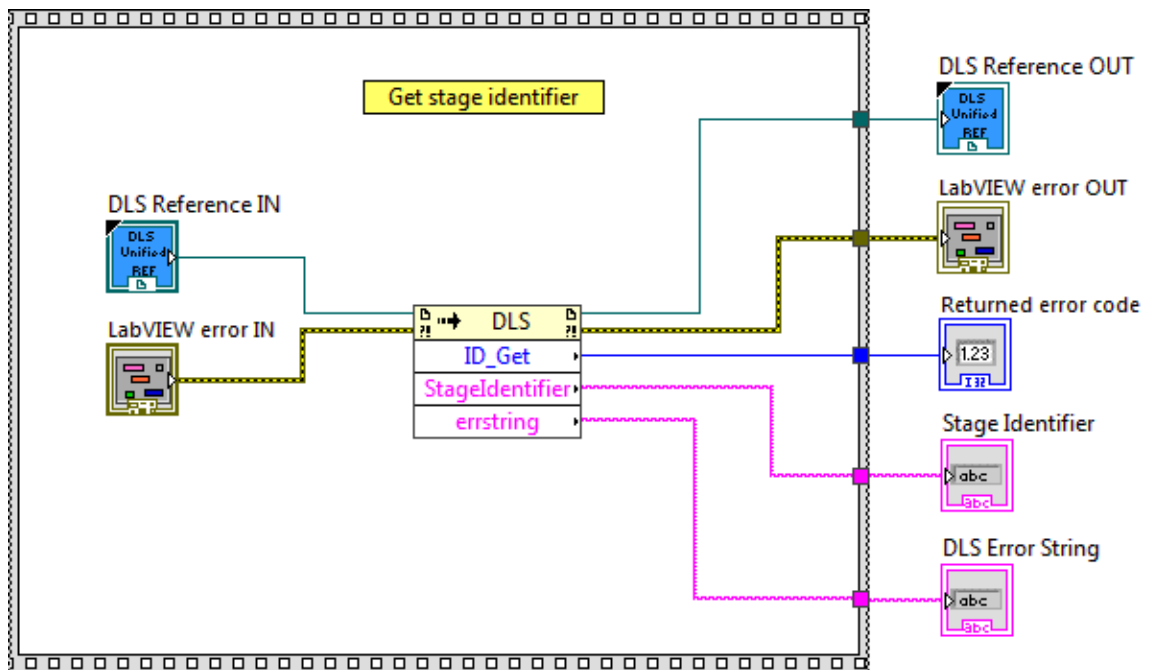 DLS Reference OUT
DLS
Unified
REF
Get stage identifier
LabVIEW error OUT
DLS Reference IN
DLS
Unified
REF
Returned error code
1.23
I32
LabVIEW error IN
?! DLS ?!
ID_Get
StageIdentifier
errstring
Stage Identifier
abc
abc
DLS Error String
abc
abc